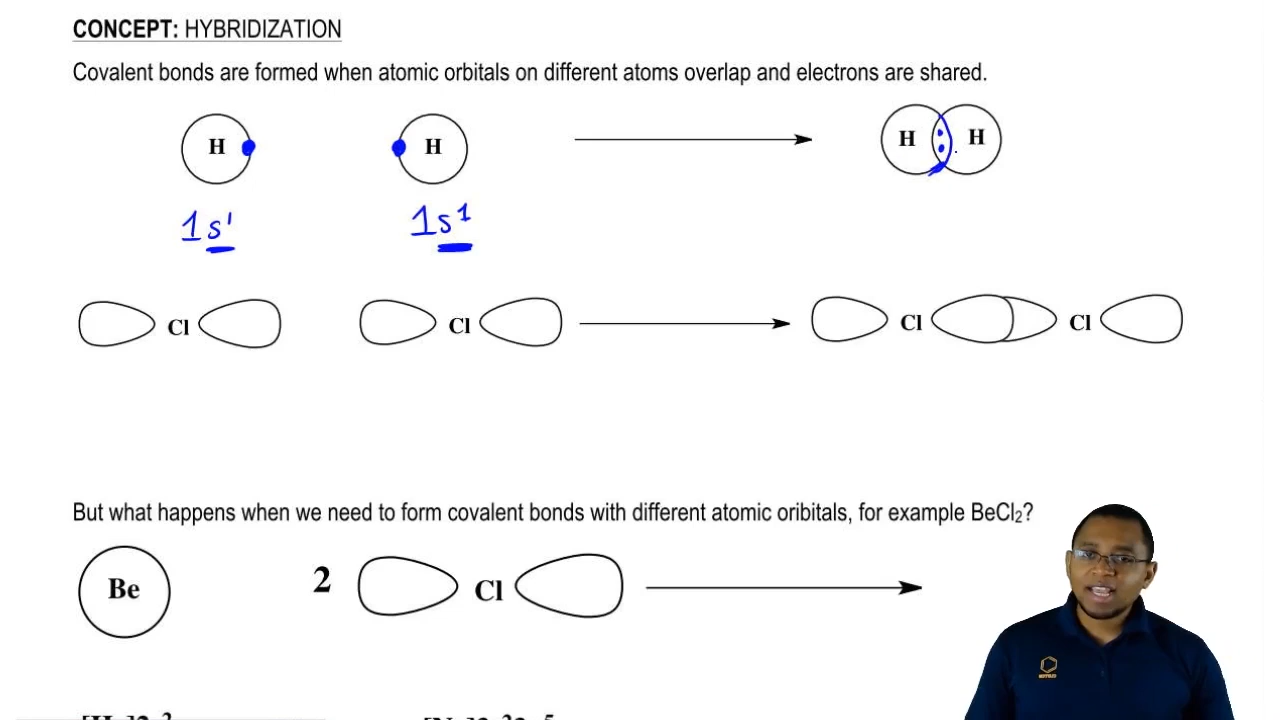 CONCEPT: HYBRIDIZATION
Covalent bonds are formed when atomic orbitals on different atoms overlap and electrons are shared.
H H H H
1s¹ 1s¹
Cl Cl Cl Cl
But what happens when we need to form covalent bonds with different atomic oribitals, for example BeCl₂?
Be 2 Cl